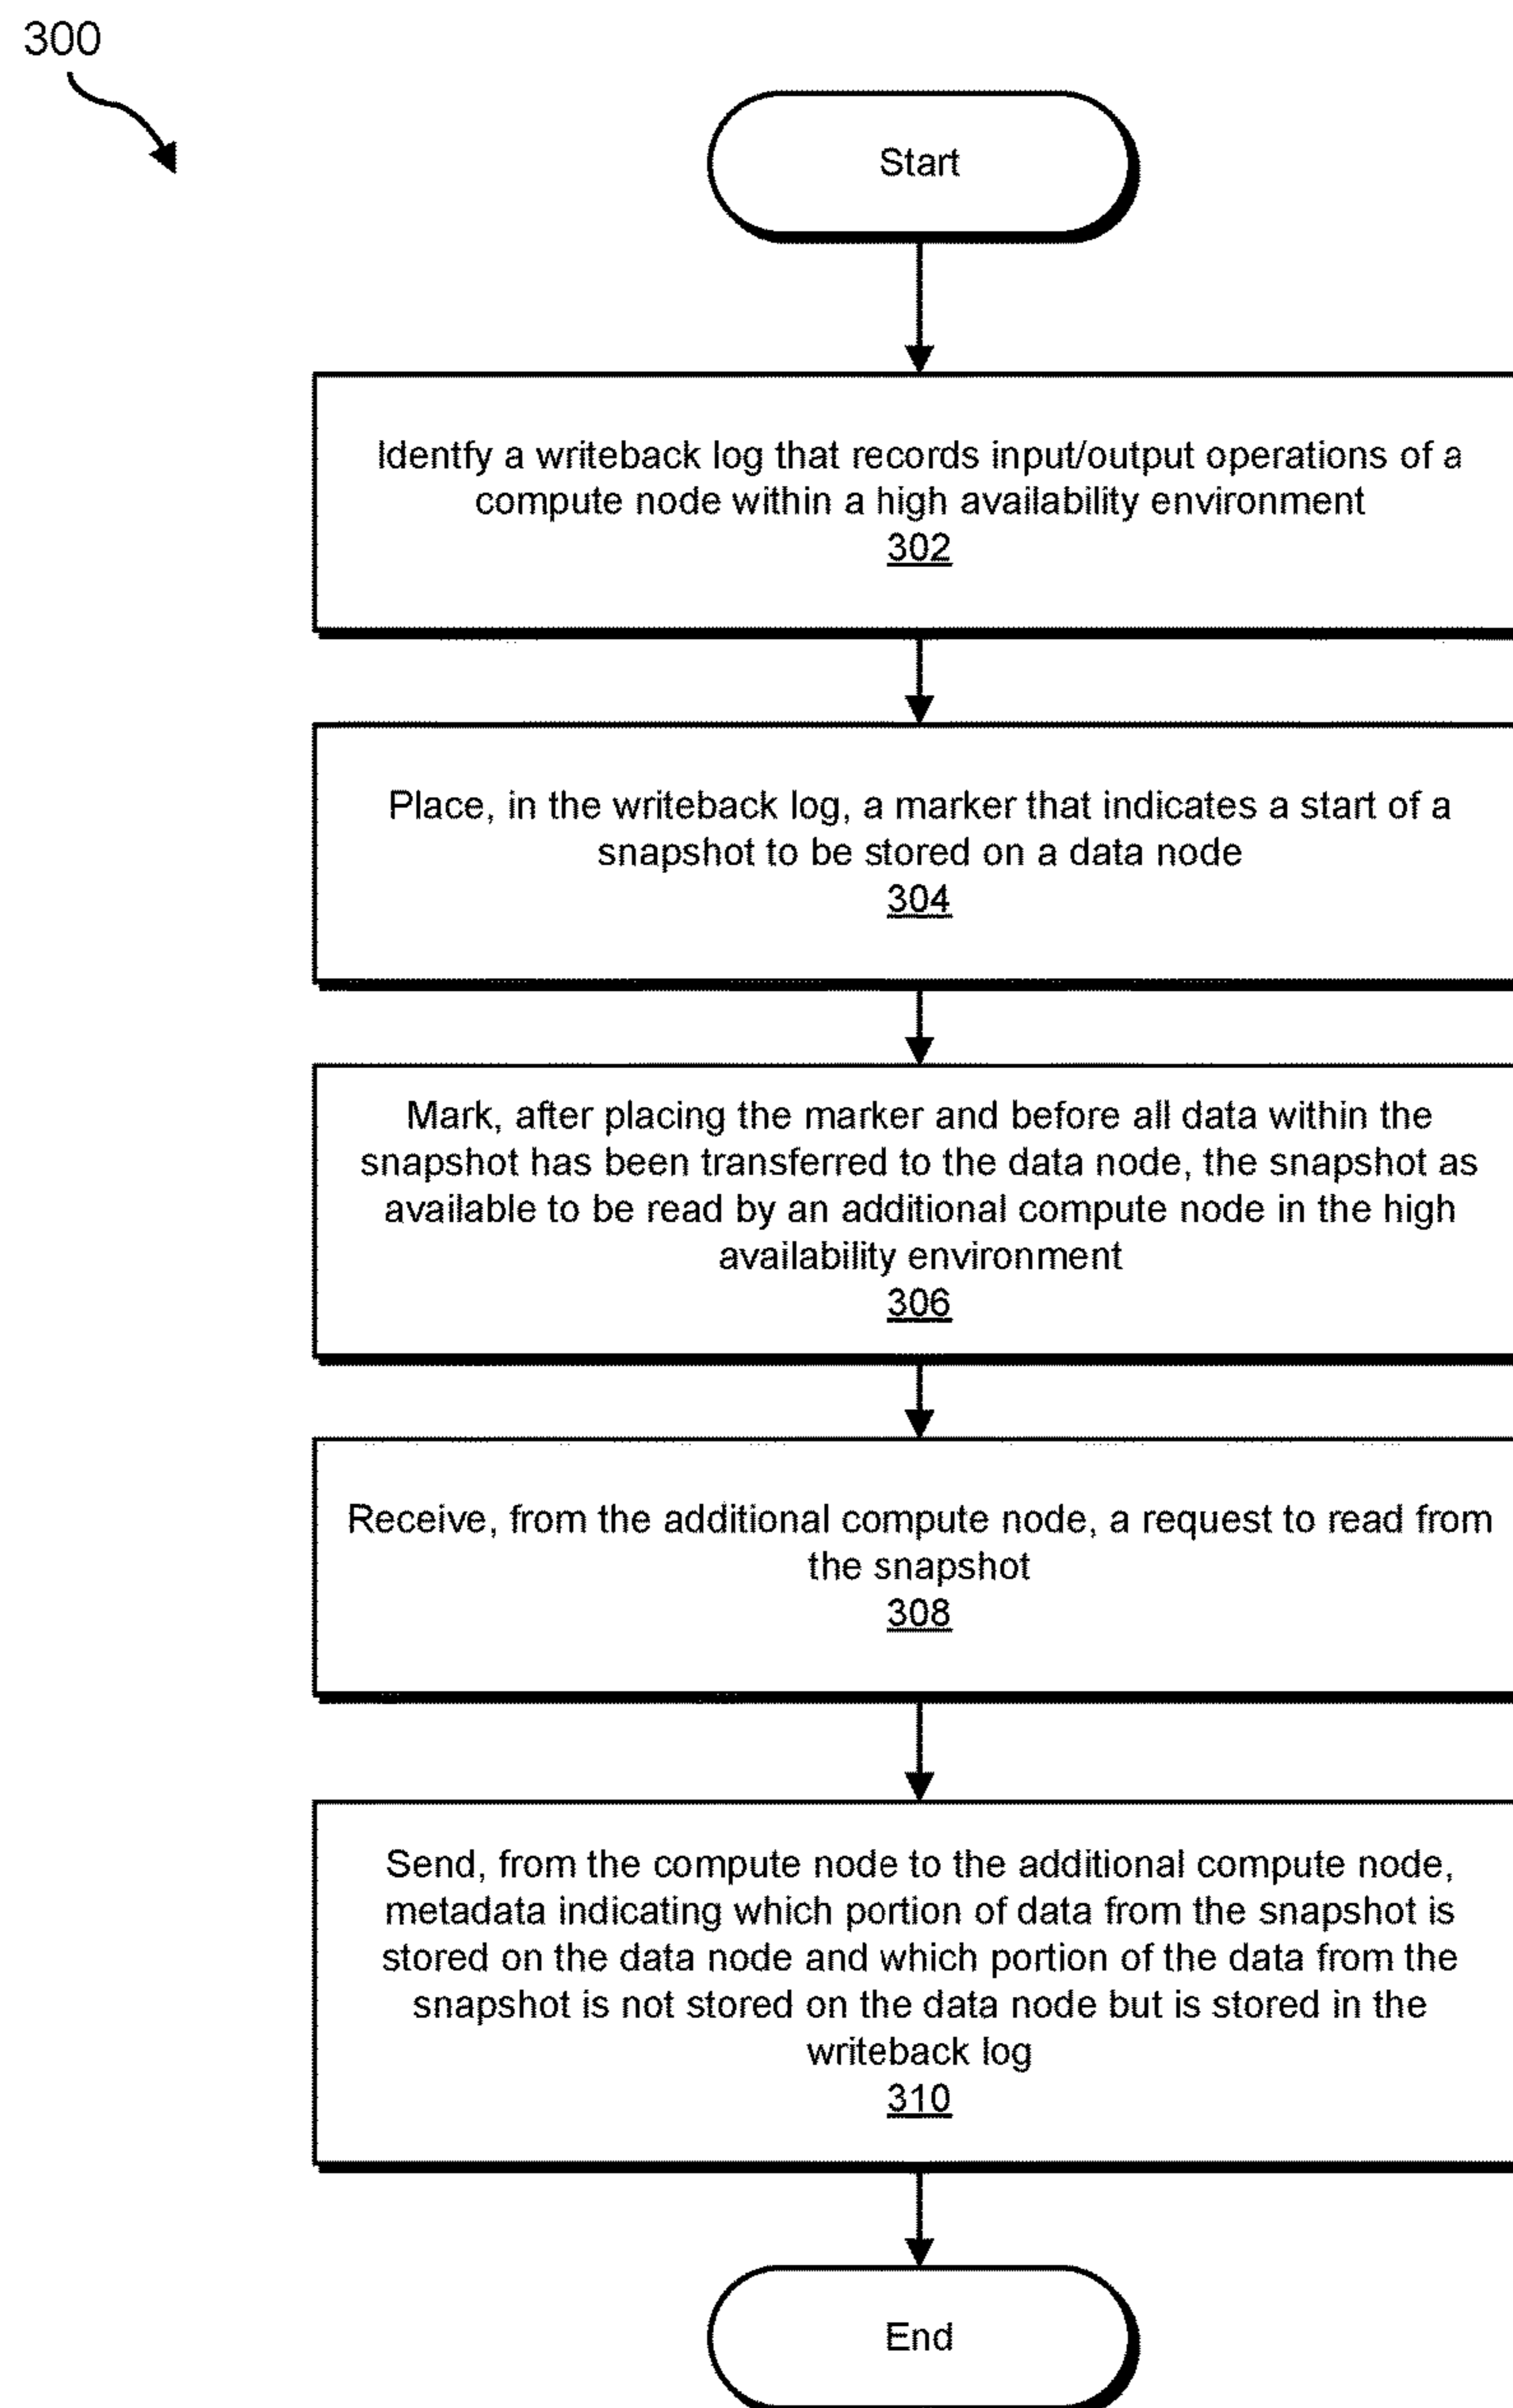 300
Start
Identfy a writeback log that records input/output operations of a
compute node within a high availability environment
302
Place, in the writeback log, a marker that indicates a start of a
snapshot to be stored on a data node
304
Mark, after placing the marker and before all data within the
snapshot has been transferred to the data node, the snapshot as
available to be read by an additional compute node in the high
availability environment
306
Receive, from the additional compute node, a request to read from
the snapshot
308
Send, from the compute node to the additional compute node,
metadata indicating which portion of data from the snapshot is
stored on the data node and which portion of the data from the
snapshot is not stored on the data node but is stored in the
writeback log
310
End